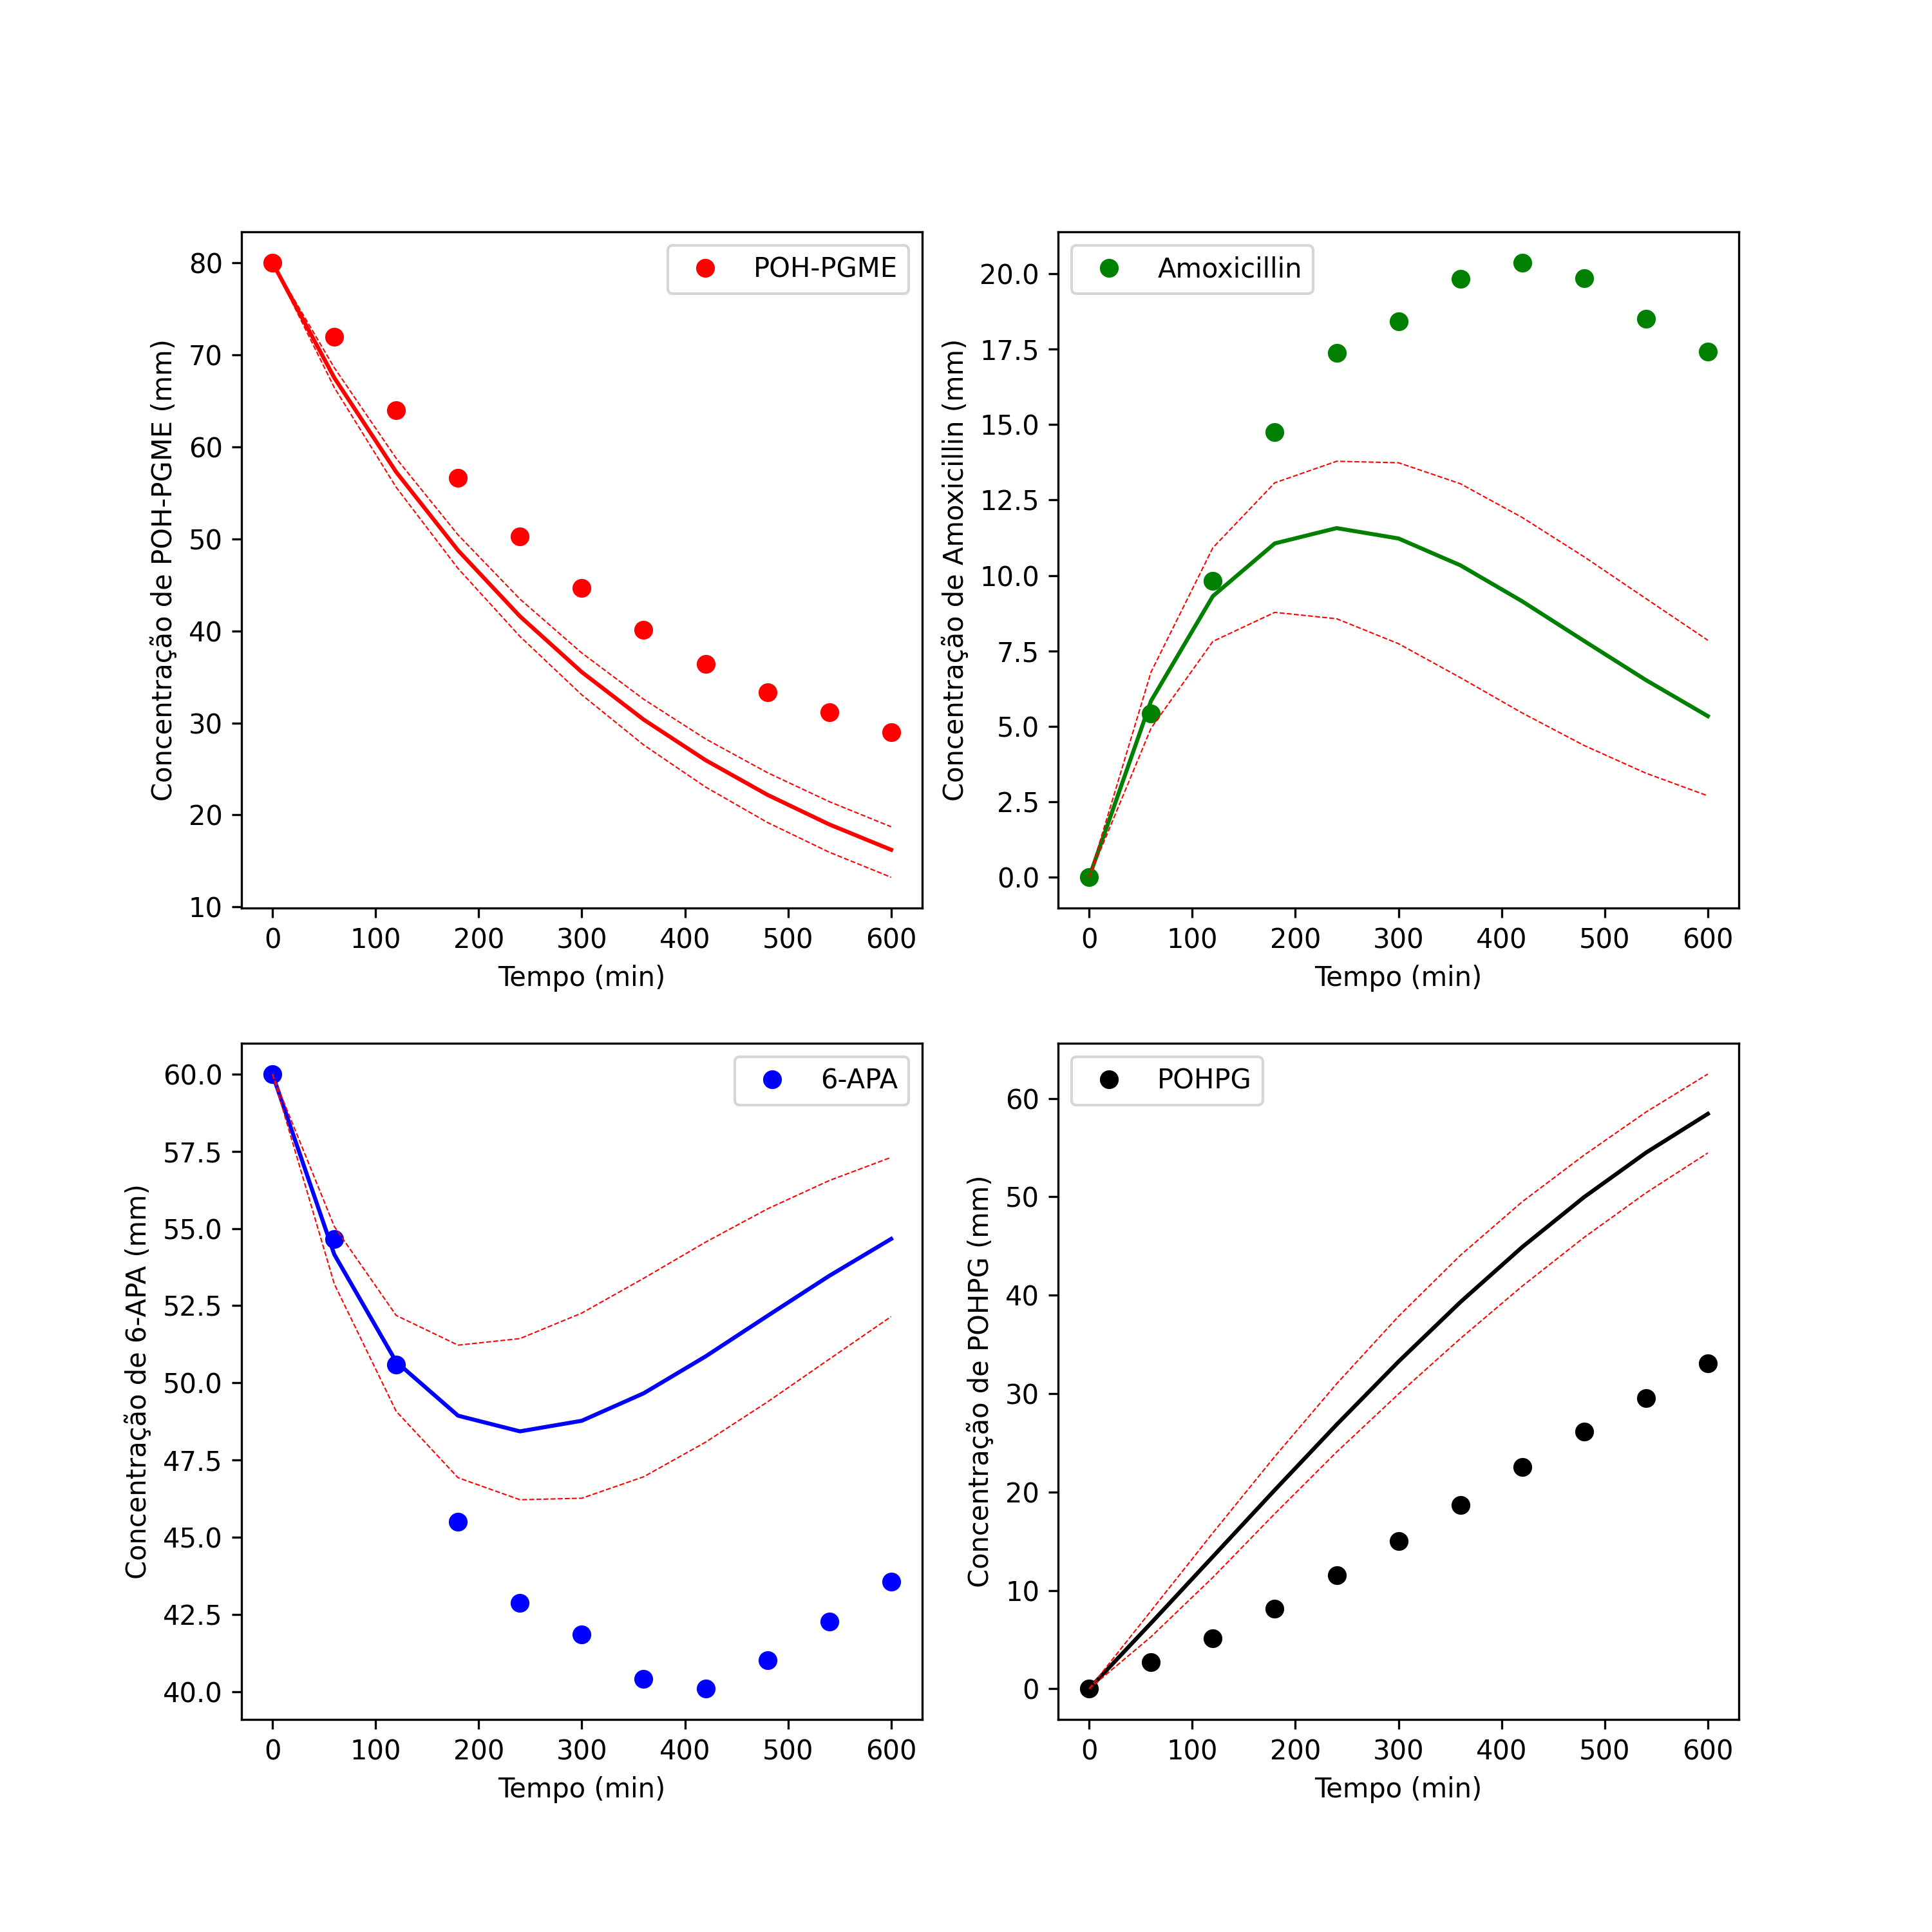 POH-PGME
80
70
60
50
40
30
20
10
Concentração de POH-PGME (mm)
0 100 200 300 400 500 600
Tempo (min)
Amoxicillin
20.0
17.5
15.0
12.5
10.0
7.5
5.0
2.5
0.0
Concentração de Amoxicillin (mm)
0 100 200 300 400 500 600
Tempo (min)
6-APA
60.0
57.5
55.0
52.5
50.0
47.5
45.0
42.5
40.0
Concentração de 6-APA (mm)
0 100 200 300 400 500 600
Tempo (min)
POHPG
60
50
40
30
20
10
0
Concentração de POHPG (mm)
0 100 200 300 400 500 600
Tempo (min)